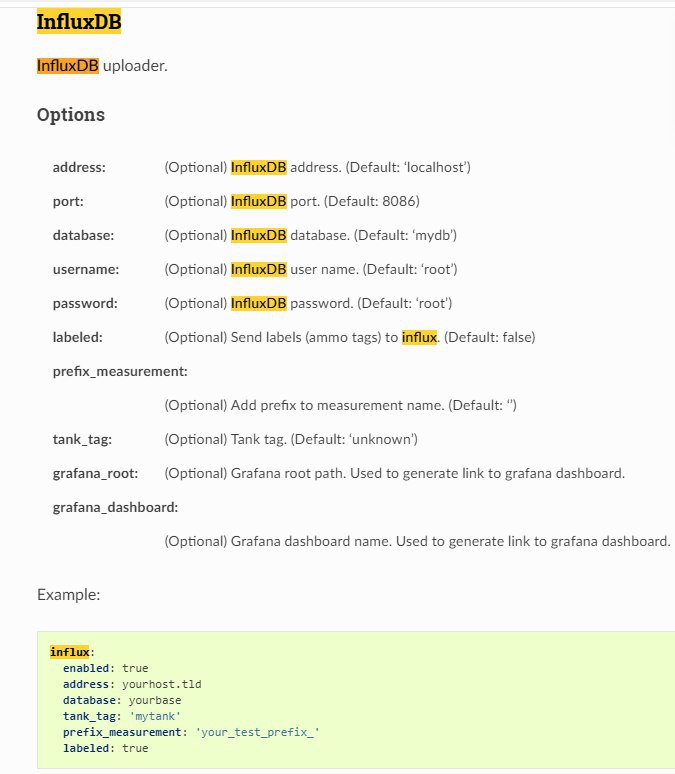 InfluxDB
InfluxDB uploader.
Options
address: (Optional) InfluxDB address. (Default: ‘localhost’)
port: (Optional) InfluxDB port. (Default: 8086)
database: (Optional) InfluxDB database. (Default: ‘mydb’)
username: (Optional) InfluxDB user name. (Default: ‘root’)
password: (Optional) InfluxDB password. (Default: ‘root’)
labeled: (Optional) Send labels (ammo tags) to influx. (Default: false)
prefix_measurement:
(Optional) Add prefix to measurement name. (Default: ‘’)
tank_tag: (Optional) Tank tag. (Default: ‘unknown’)
grafana_root: (Optional) Grafana root path. Used to generate link to grafana dashboard.
grafana_dashboard:
(Optional) Grafana dashboard name. Used to generate link to grafana dashboard.
Example:
influx:
  enabled: true
  address: yourhost.tld
  database: yourbase
  tank_tag: 'mytank'
  prefix_measurement: 'your_test_prefix_'
  labeled: true